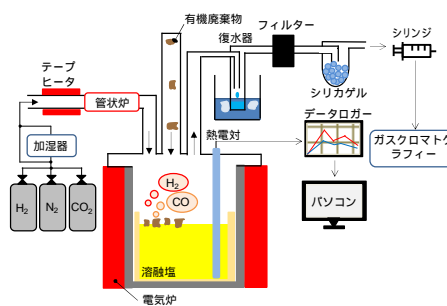 有機廃棄物
復水器
フィルター
シリンジ
テープ
ヒータ
管状炉
シリカゲル
データロガー
加湿器
熱電対
ガスクロマトグ
ラフィー
H2
N2
CO2
H2
CO
パソコン
溶融塩
電気炉